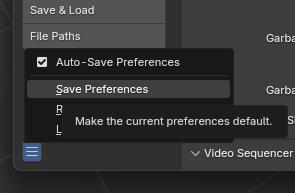 Save & Load
File Paths
Garba
Auto-Save Preferences
Save Preferences
Garba
R
Make the current preferences default.
S
L
Video Sequencer